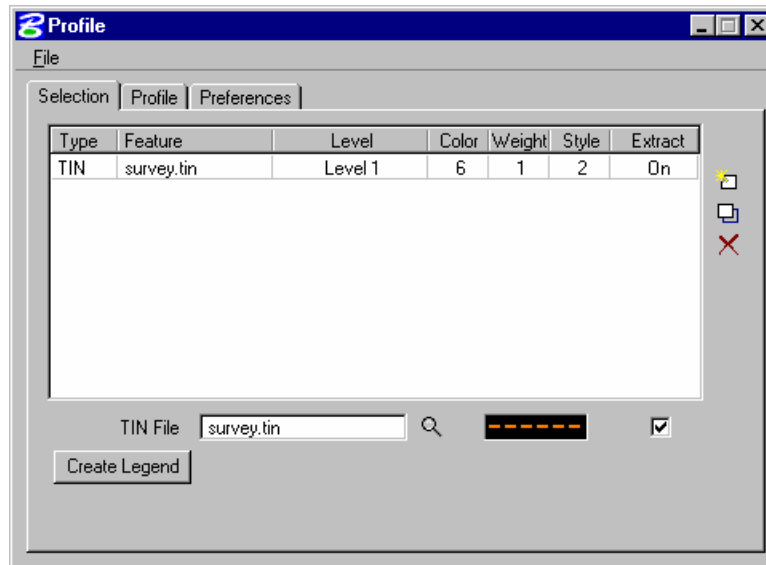 Profile
File
Selection Profile Preferences
Type Feature Level Color Weight Style Extract
TIN survey.tin Level 1 6 1 2 On
TIN File survey.tin
Create Legend